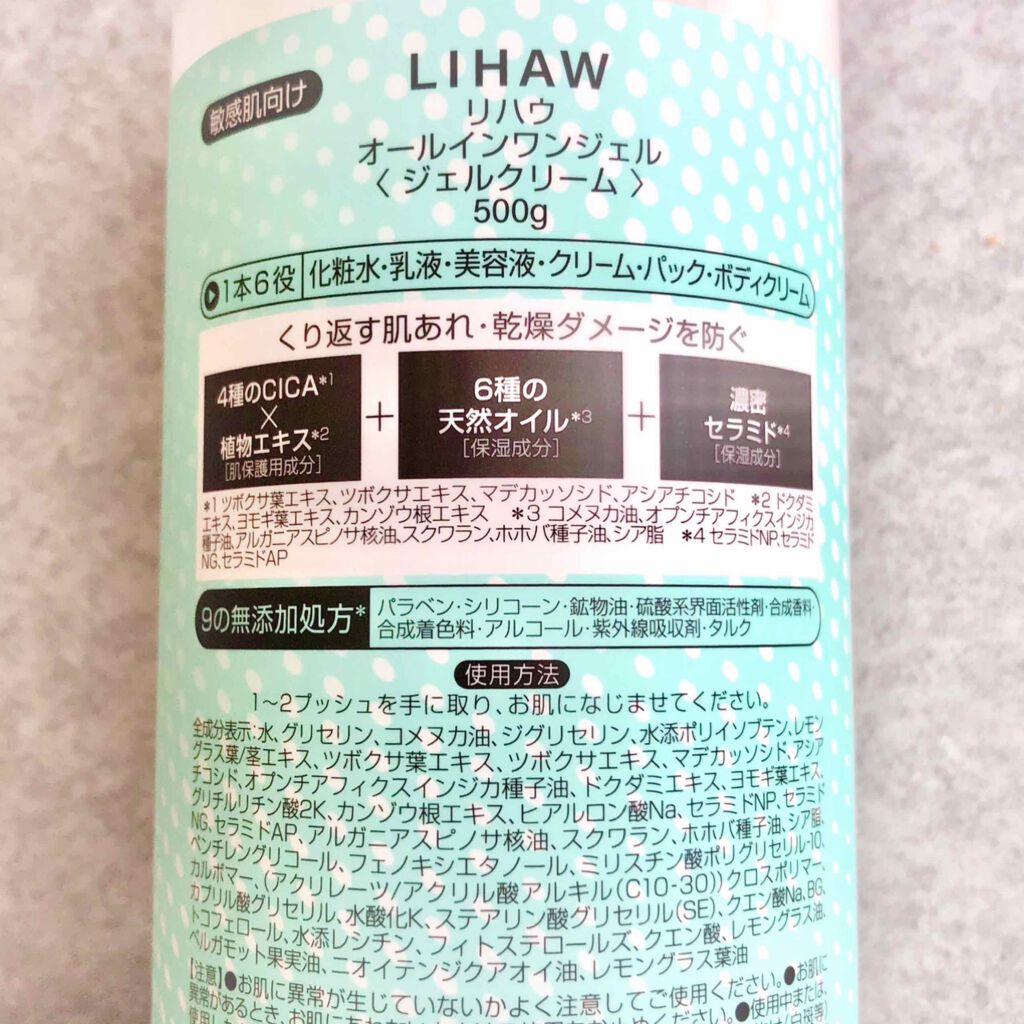 LIHAW
敏感肌向け
リハウ
オールインワンジェル
〈 ジェルクリーム 〉
500g
1本6役 化粧水・乳液・美容液・クリーム・パック・ボディクリーム
くり返す肌あれ・乾燥ダメージを防ぐ
4種のCICA*1
×
植物エキス*2
[肌保護用成分]
+
6種の
天然オイル*3
[保湿成分]
+
濃密
セラミド*4
[保湿成分]
*1 ツボクサ葉エキス、ツボクサエキス、マデカッソシド、アシアチコシド *2 ドクダミ
エキス、ヨモギ葉エキス、カンゾウ根エキス *3 コメヌカ油、オプンチアフィクスインジカ
種子油、アルガニアスピノサ核油、スクワラン、ホホバ種子油、シア脂 *4 セラミドNP、セラミド
NG、セラミドAP
9の無添加処方* パラベン・シリコーン・鉱物油・硫酸系界面活性剤・合成香料・
合成着色料・アルコール・紫外線吸収剤・タルク
使用方法
1〜2プッシュを手に取り、お肌になじませてください。
全成分表示:水、グリセリン、コメヌカ油、ジグリセリン、水添ポリイソブテン、レモン
グラス葉/茎エキス、ツボクサ葉エキス、ツボクサエキス、マデカッソシド、アシア
チコシド、オプンチアフィクスインジカ種子油、ドクダミエキス、ヨモギ葉エキス、
グリチルリチン酸2K、カンゾウ根エキス、ヒアルロン酸Na、セラミドNP、セラミド
NG、セラミドAP、アルガニアスピノサ核油、スクワラン、ホホバ種子油、シア脂、
ペンチレングリコール、フェノキシエタノール、ミリスチン酸ポリグリセリル-10、
カルボマー、(アクリレーツ/アクリル酸アルキル(C10-30))クロスポリマー、
カプリル酸グリセリル、水酸化K、ステアリン酸グリセリル(SE)、クエン酸Na、BG、
トコフェロール、水添レシチン、フィトステロールズ、クエン酸、レモングラス油、
ベルガモット果実油、ニオイテンジクアオイ油、レモングラス葉油
【注意】●お肌に異常が生じていないかよく注意してご使用ください。●お肌に
異常があるとき、お肌に ●使用中または、
使用した (白斑等)